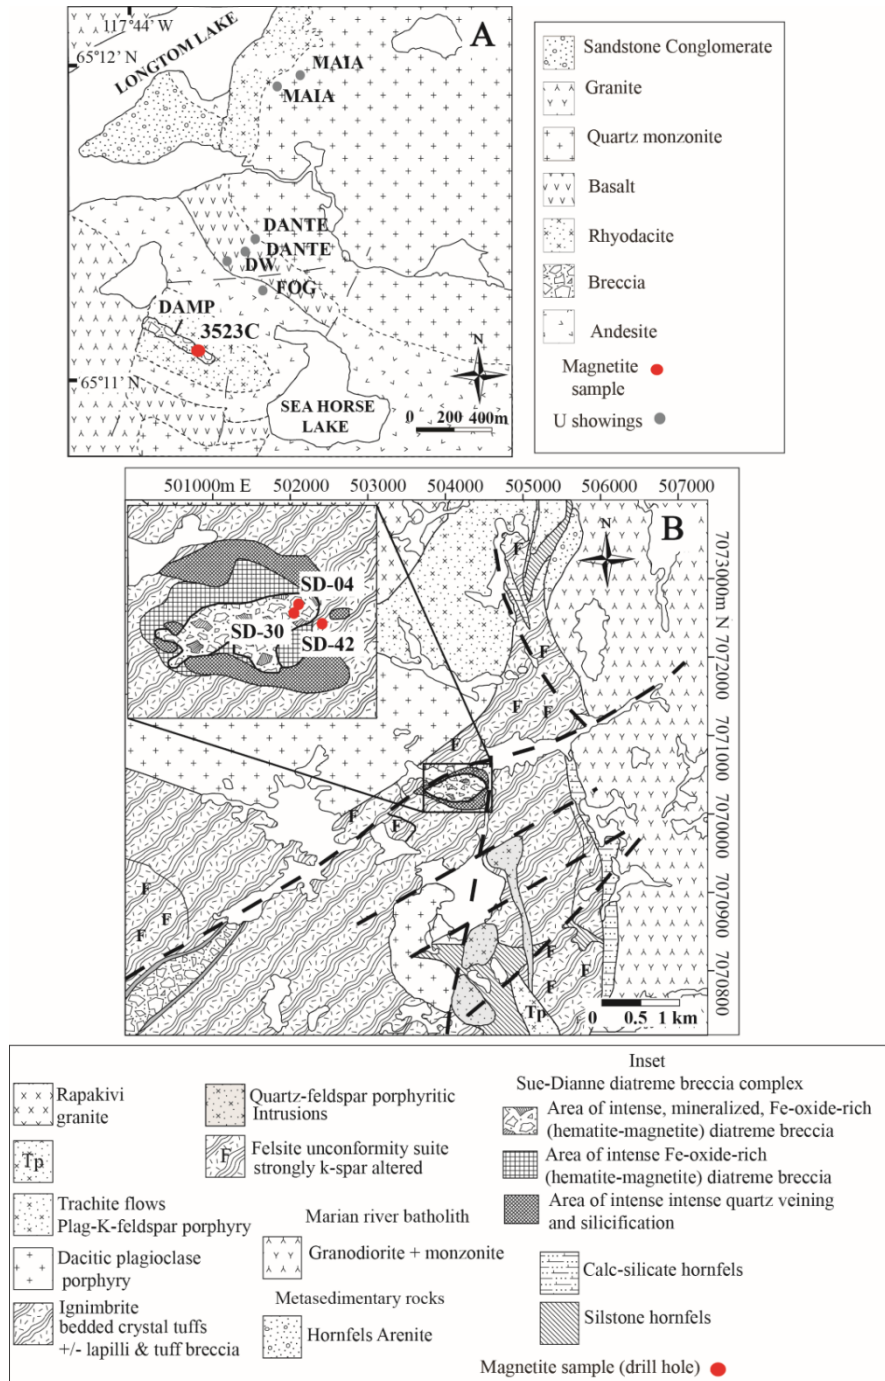 117°44' W
A
65°12' N
LONGTOM LAKE
MAIA
MAIA
DANTE
DANTE
DW
FOG
DAMP
3523C
65°11' N
SEA HORSE
LAKE
N
0 200 400m
Sandstone Conglomerate
Granite
Quartz monzonite
Basalt
Rhyodacite
Breccia
Andesite
Magnetite
sample
U showings
501000m E 502000 503000 504000 505000 506000 507000
B
N
SD-04
SD-30
SD-42
7073000m N
7072000
7071000
7070000
7070900
7070800
F
F
F
F
F
F
F
F
F
F
F
F
F
F
Tp
0 0.5 1 km
Rapakivi
granite
Tp
Trachite flows
Plag-K-feldspar porphyry
Dacitic plagioclase
porphyry
Ignimbrite
bedded crystal tuffs
+/- lapilli & tuff breccia
Quartz-feldspar porphyritic
Intrusions
F
Felsite unconformity suite
strongly k-spar altered
Marian river batholith
Granodiorite + monzonite
Metasedimentary rocks
Hornfels Arenite
Inset
Sue-Dianne diatreme breccia complex
Area of intense, mineralized, Fe-oxide-rich
(hematite-magnetite) diatreme breccia
Area of intense Fe-oxide-rich
(hematite-magnetite) diatreme breccia
Area of intense intense quartz veining
and silicification
Calc-silicate hornfels
Silstone hornfels
Magnetite sample (drill hole)